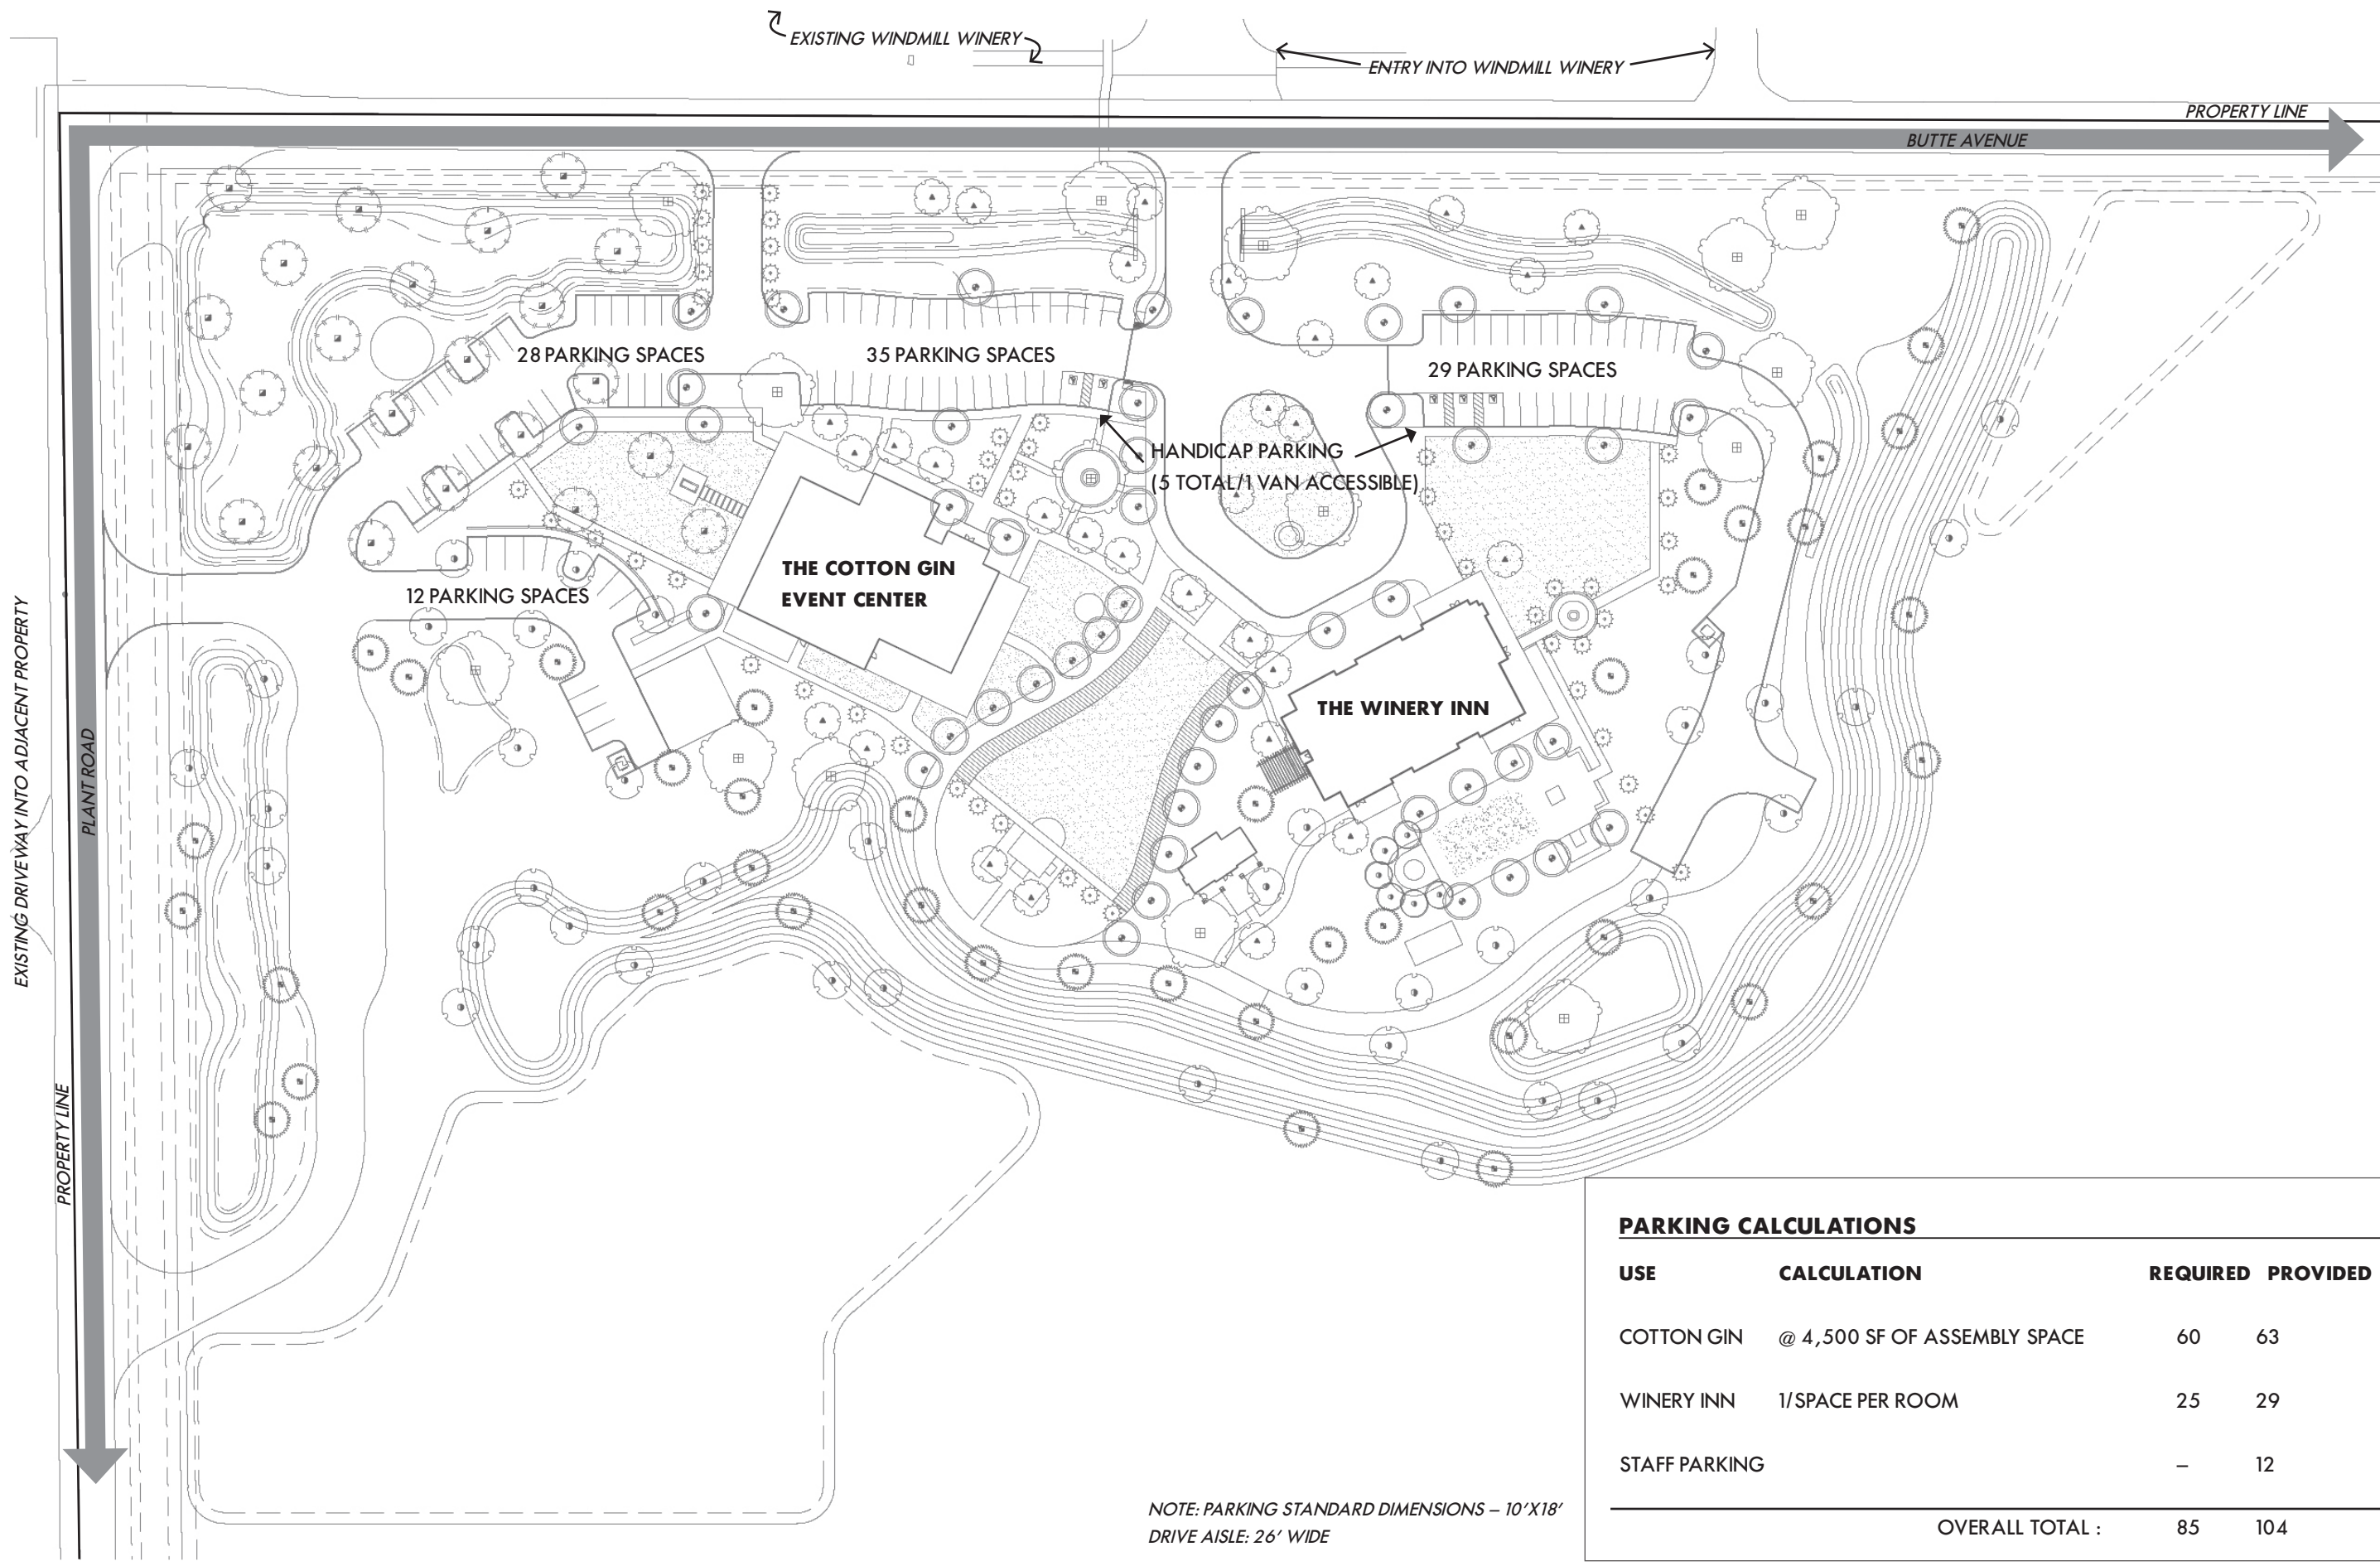 EXISTING WINDMILL WINERY
ENTRY INTO WINDMILL WINERY
PROPERTY LINE
BUTTE AVENUE
28 PARKING SPACES
35 PARKING SPACES
29 PARKING SPACES
HANDICAP PARKING
(5 TOTAL/1 VAN ACCESSIBLE)
THE COTTON GIN
EVENT CENTER
12 PARKING SPACES
THE WINERY INN
EXISTING DRIVEWAY INTO ADJACENT PROPERTY
PLANT ROAD
PROPERTY LINE
PARKING CALCULATIONS
USE CALCULATION REQUIRED PROVIDED
COTTON GIN @ 4,500 SF OF ASSEMBLY SPACE 60 63
WINERY INN 1/SPACE PER ROOM 25 29
STAFF PARKING – 12
OVERALL TOTAL : 85 104
NOTE: PARKING STANDARD DIMENSIONS – 10'X18'
DRIVE AISLE: 26' WIDE